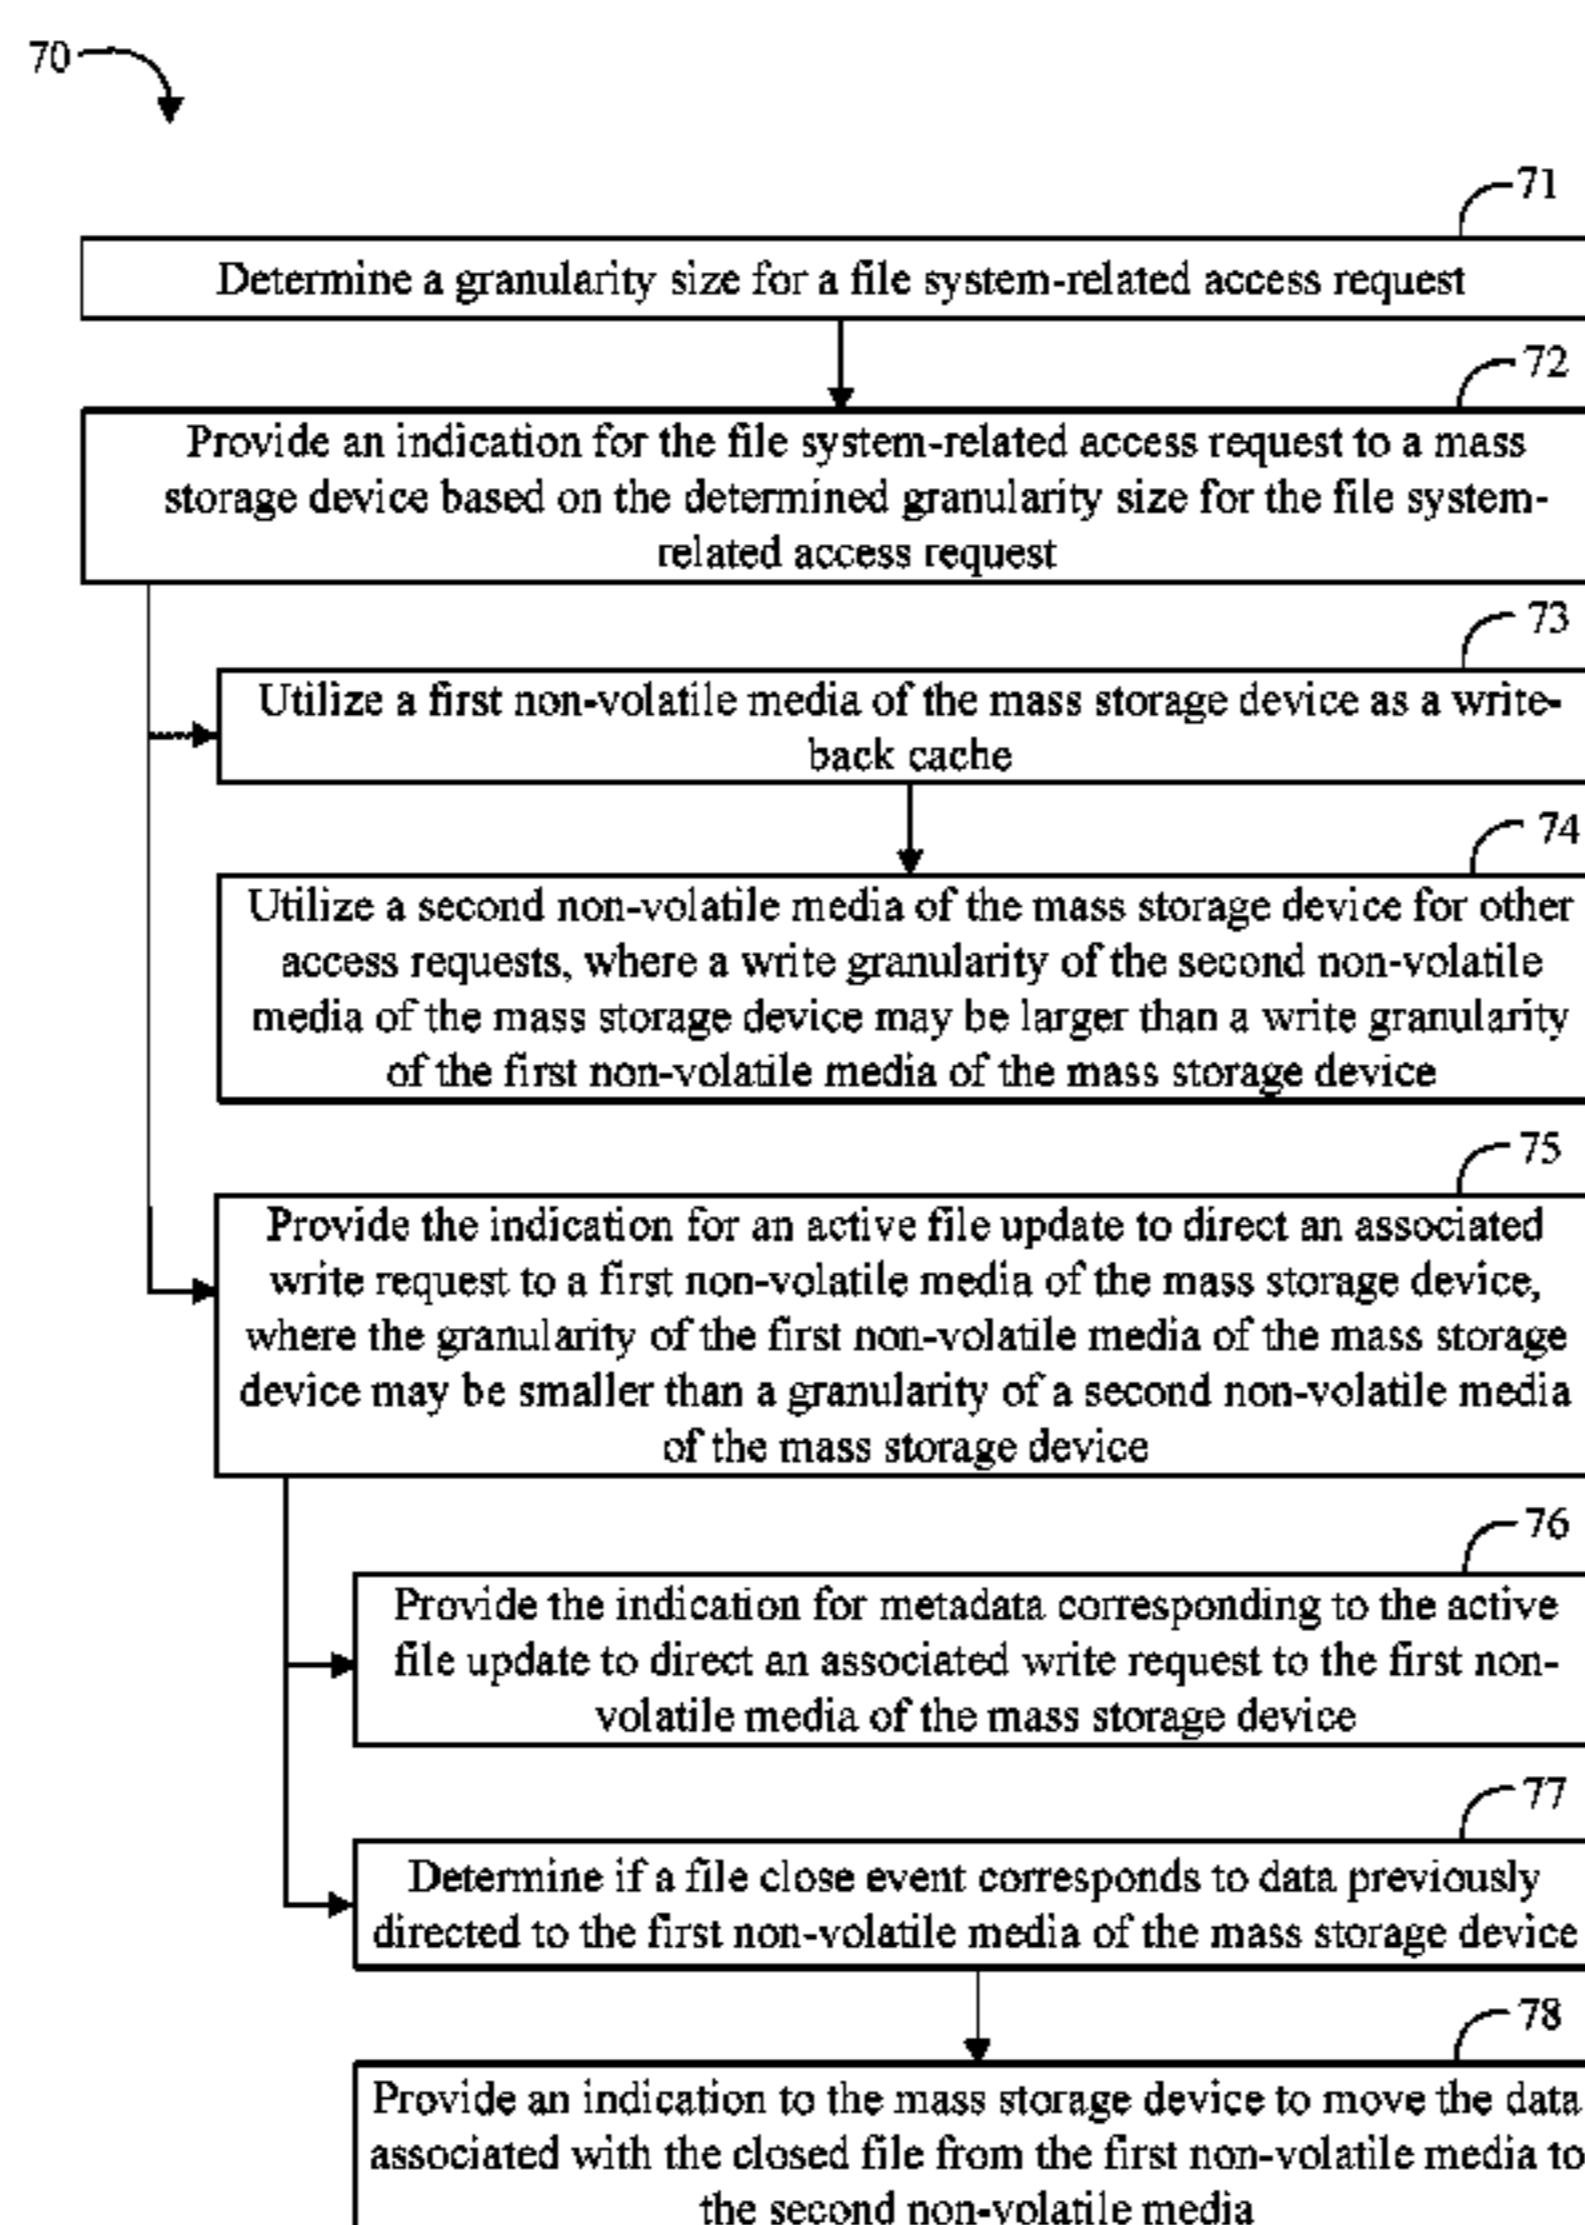 70
71
Determine a granularity size for a file system-related access request
72
Provide an indication for the file system-related access request to a mass
storage device based on the determined granularity size for the file system-
related access request
73
Utilize a first non-volatile media of the mass storage device as a write-
back cache
74
Utilize a second non-volatile media of the mass storage device for other
access requests, where a write granularity of the second non-volatile
media of the mass storage device may be larger than a write granularity
of the first non-volatile media of the mass storage device
75
Provide the indication for an active file update to direct an associated
write request to a first non-volatile media of the mass storage device,
where the granularity of the first non-volatile media of the mass storage
device may be smaller than a granularity of a second non-volatile media
of the mass storage device
76
Provide the indication for metadata corresponding to the active
file update to direct an associated write request to the first non-
volatile media of the mass storage device
77
Determine if a file close event corresponds to data previously
directed to the first non-volatile media of the mass storage device
78
Provide an indication to the mass storage device to move the data
associated with the closed file from the first non-volatile media to
the second non-volatile media